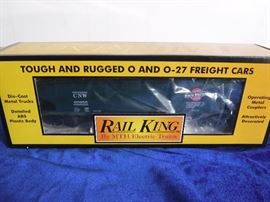 TOUGH AND RUGGED O AND O-27 FREIGHT CARS
Die-Cast
Metal Trucks
Detailed
ABS
Plastic Body
CNW
Operating
Metal Couplers
Attractively
Decorated
RAIL KING
By MTH Electric Trains